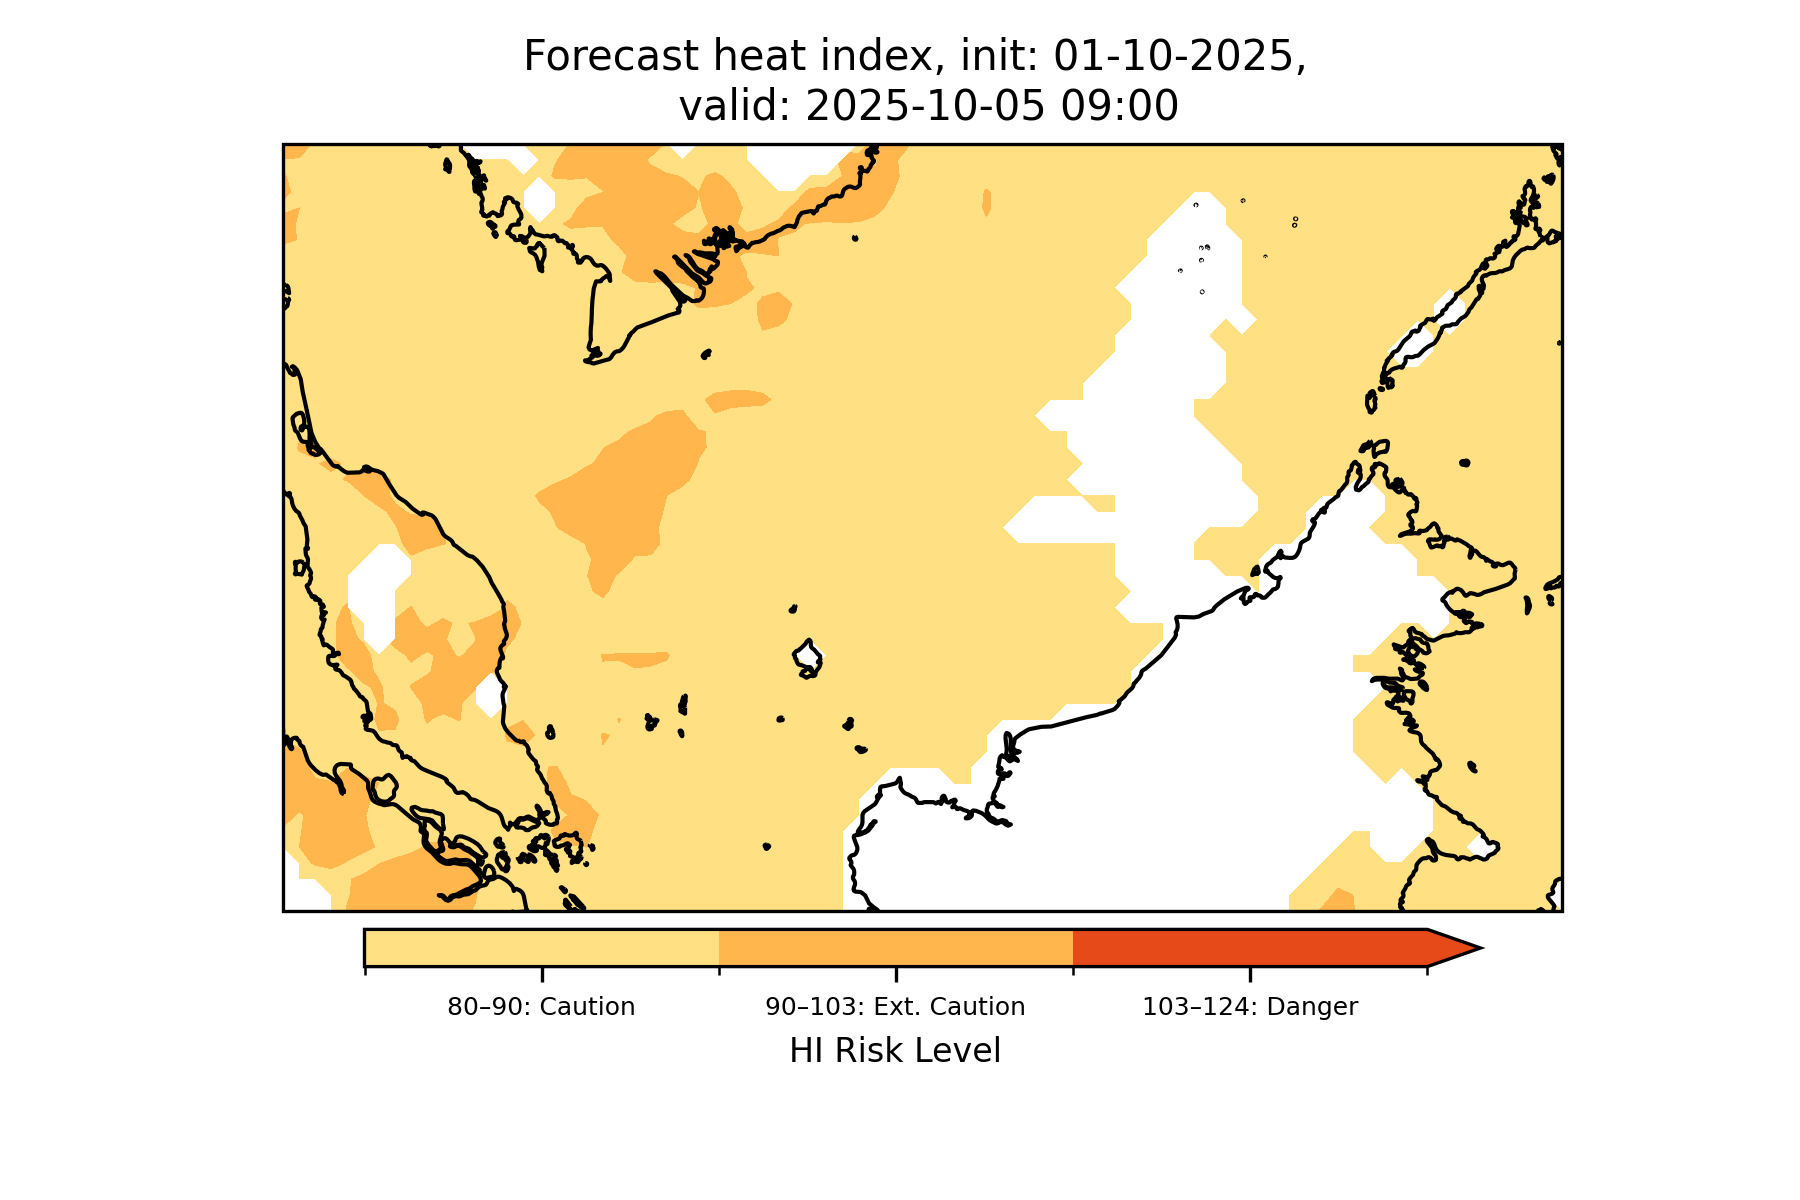 Forecast heat index, init: 01-10-2025,
valid: 2025-10-05 09:00
80–90: Caution
90–103: Ext. Caution
103–124: Danger
HI Risk Level